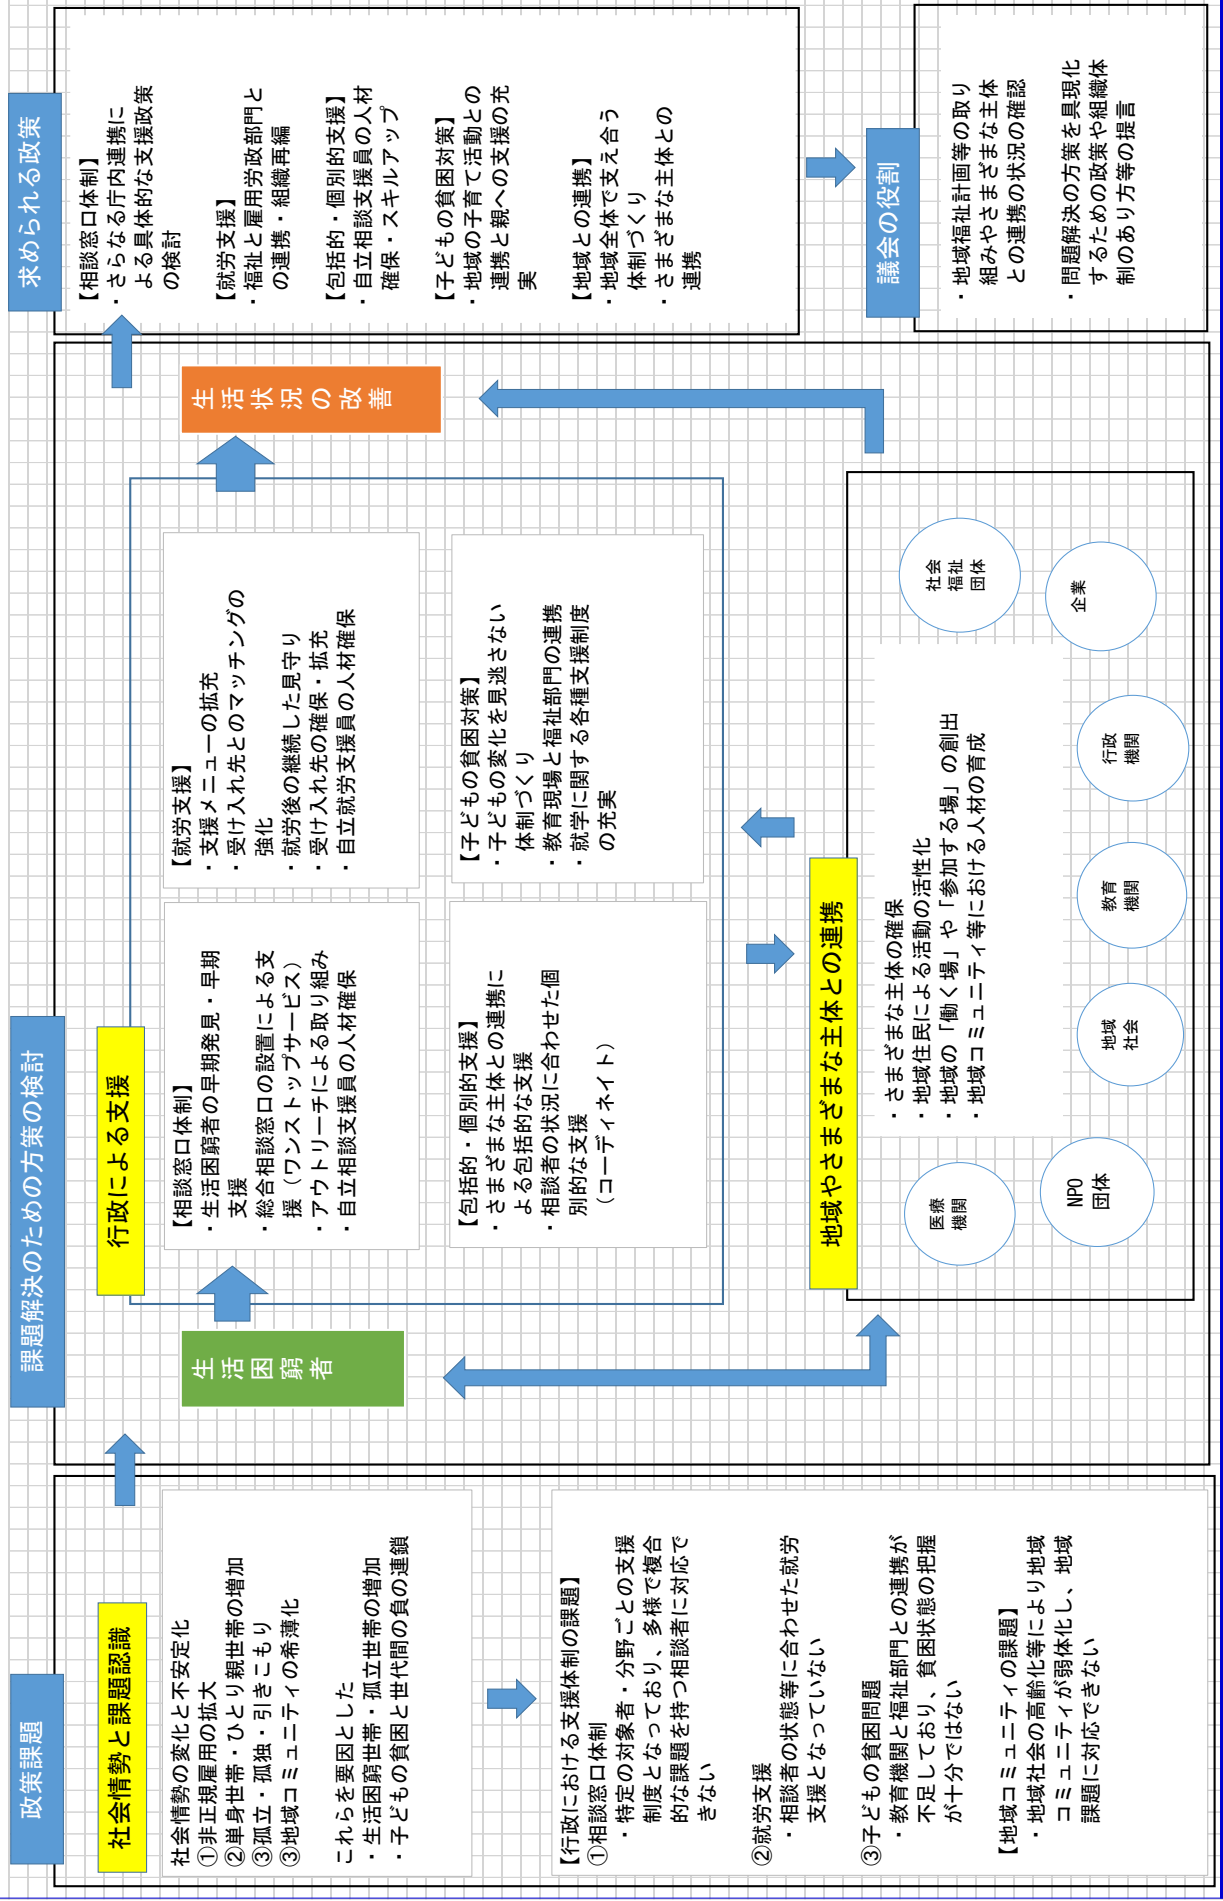 政策課題
社会情勢と課題認識
社会情勢の変化と不安定化
①非正規雇用の拡大
②単身世帯・ひとり親世帯の増加
③孤立・孤独・引きこもり
③地域コミュニティの希薄化
これらを要因とした
・生活困窮世帯・孤立世帯の増加
・子どもの貧困と世代間の負の連鎖
【行政における支援体制の課題】
①相談窓口体制
・特定の対象者・分野ごとの支援
制度となっており、多様で複合
的な課題を持つ相談者に対応で
きない
②就労支援
・相談者の状態等に合わせた就労
支援となっていない
③子どもの貧困問題
・教育機関と福祉部門との連携が
不足しており、貧困状態の把握
が十分ではない
【地域コミュニティの課題】
・地域社会の高齢化等により地域
コミュニティが弱体化し、地域
課題に対応できない
課題解決のための方策の検討
生活困窮者
行政による支援
【相談窓口体制】
・生活困窮者の早期発見・早期
支援
・総合相談窓口の設置による支
援（ワンストップサービス）
・アウトリーチによる取り組み
・自立相談支援員の人材確保
【就労支援】
・支援メニューの拡充
・受け入れ先とのマッチングの
強化
・就労後の継続した見守り
・受け入れ先の確保・拡充
・自立就労支援員の人材確保
【包括的・個別的支援】
・さまざまな主体との連携に
よる包括的な支援
・相談者の状況に合わせた個
別的な支援
（コーディネイト）
【子どもの貧困対策】
・子どもの変化を見逃さない
体制づくり
・教育現場と福祉部門の連携
・就学に関する各種支援制度
の充実
生活状況の改善
地域やさまざまな主体との連携
・さまざまな主体の確保
・地域住民による活動の活性化
・地域の「働く場」や「参加する場」の創出
・地域コミュニティ等における人材の育成
医療
機関
NPO
団体
地域
社会
教育
機関
行政
機関
企業
社会
福祉
団体
求められる政策
【相談窓口体制】
・さらなる庁内連携に
よる具体的な支援政策
の検討
【就労支援】
・福祉と雇用労政部門と
の連携・組織再編
【包括的・個別的支援】
・自立相談支援員の人材
確保・スキルアップ
【子どもの貧困対策】
・地域の子育て活動との
連携と親への支援の充
実
【地域との連携】
・地域全体で支え合う
体制づくり
・さまざまな主体との
連携
議会の役割
・地域福祉計画等の取り
組みやさまざまな主体
との連携の状況の確認
・問題解決の方策を具現化
するための政策や組織体
制のあり方等の提言